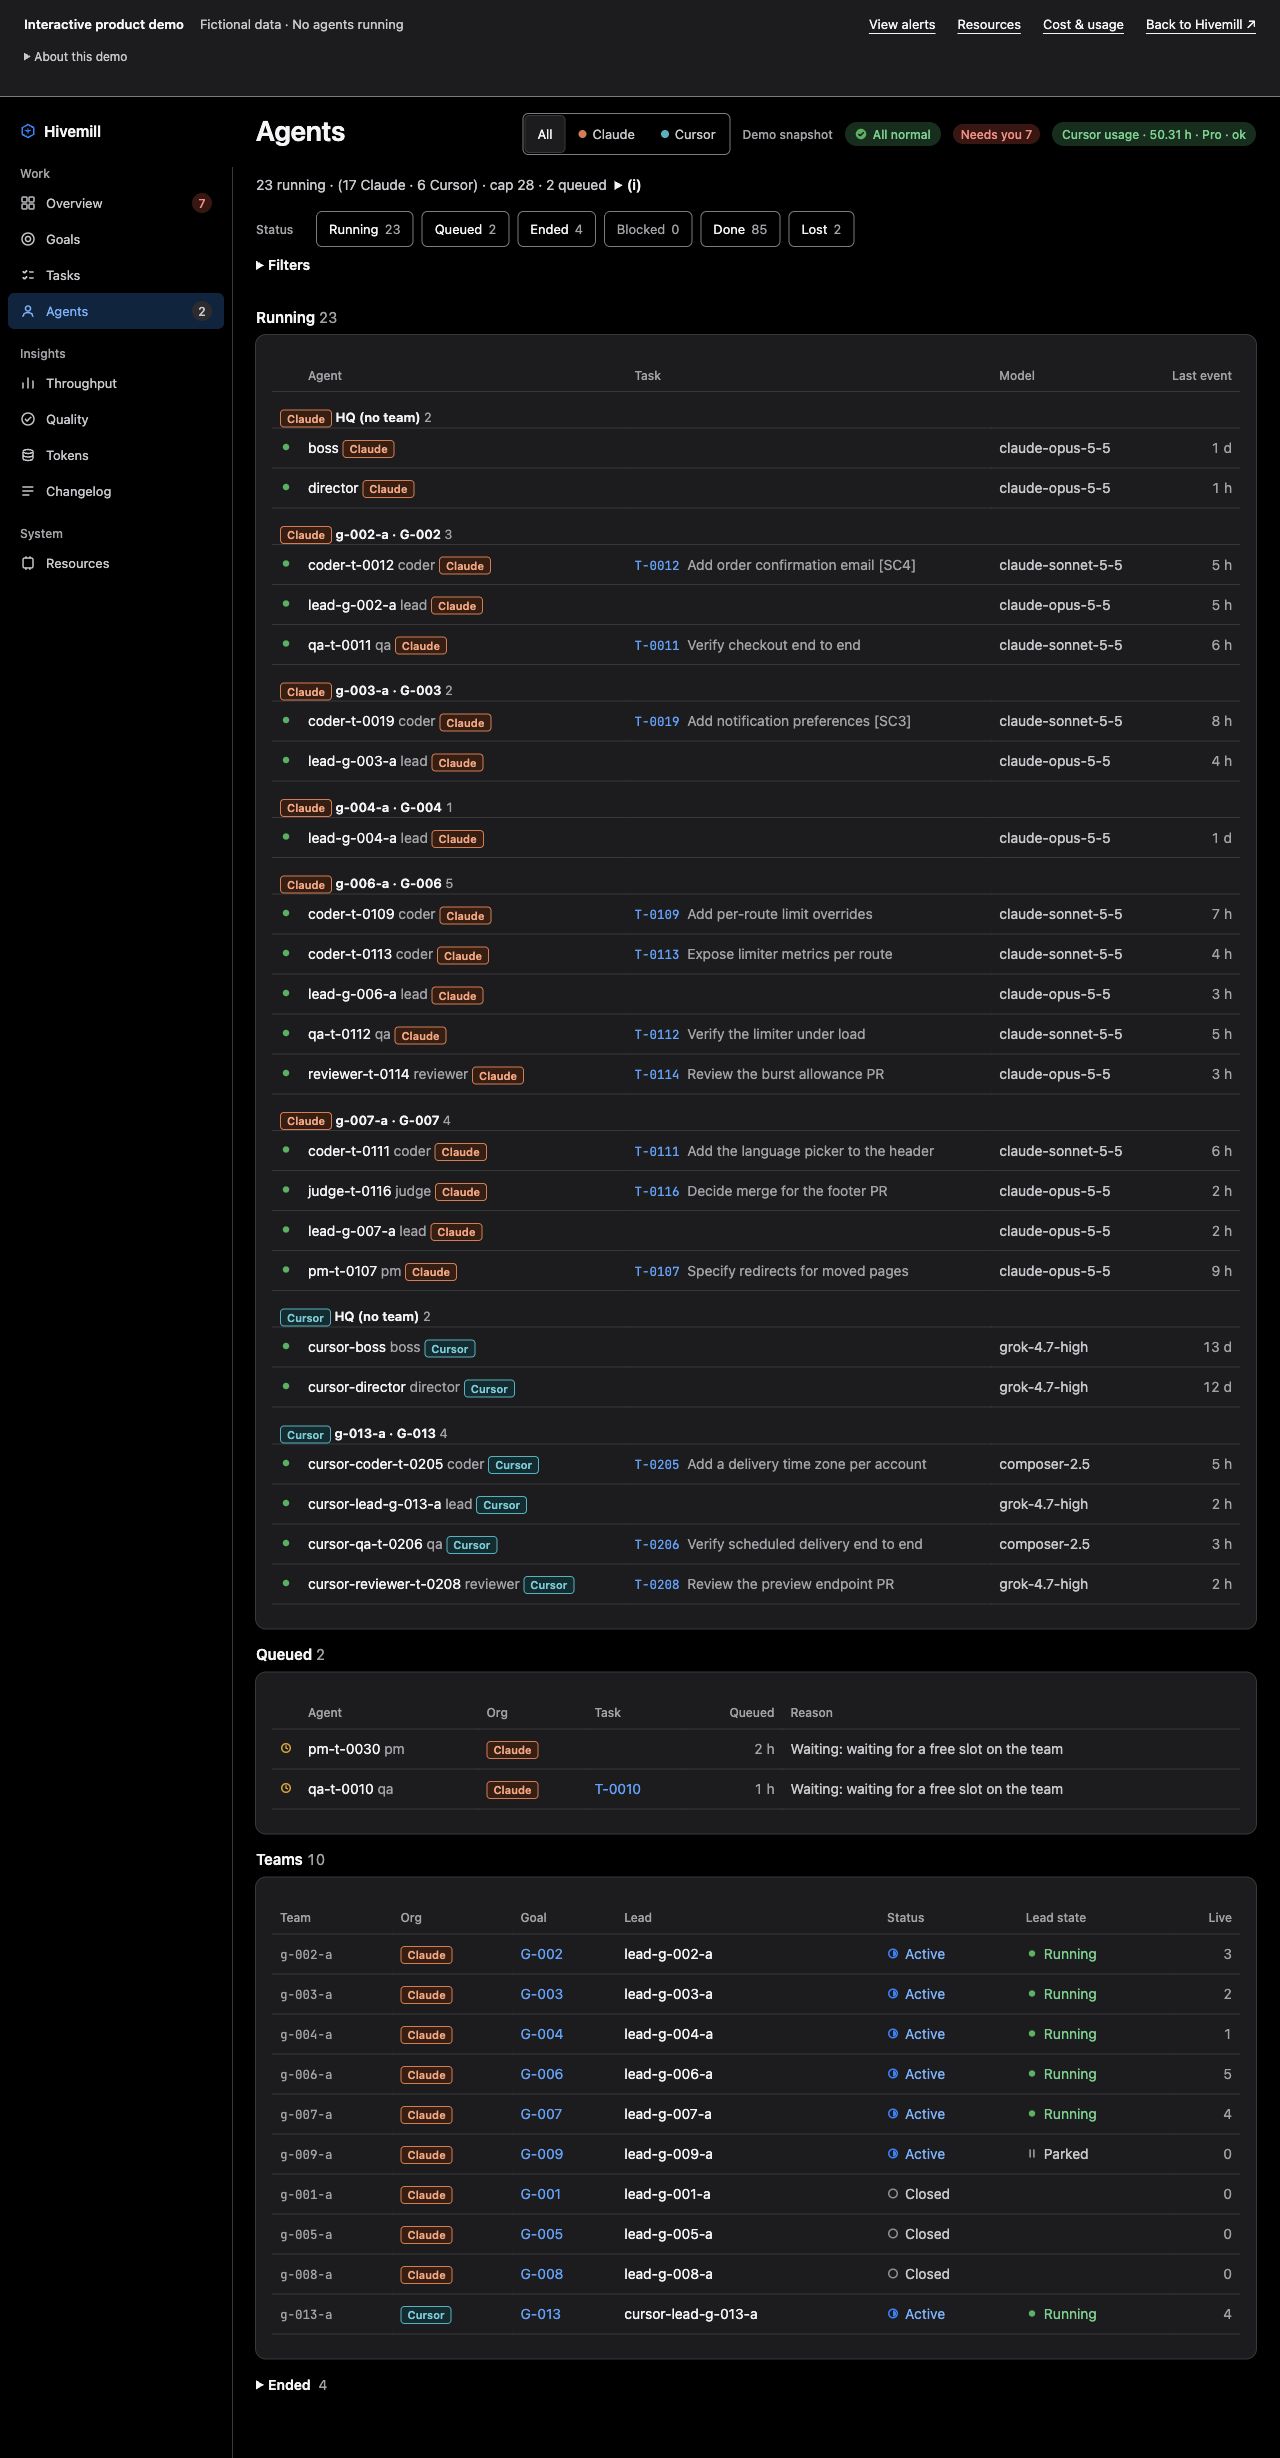 Interactive product demo Fictional data · No agents running View alerts Resources Cost & usage Back to Hivemill ↗
▶ About this demo
Hivemill
Work
Overview 7
Goals
Tasks
Agents 2
Insights
Throughput
Quality
Tokens
Changelog
System
Resources
Agents All Claude Cursor Demo snapshot All normal Needs you 7 Cursor usage · 50.31 h · Pro · ok
23 running · (17 Claude · 6 Cursor) · cap 28 · 2 queued ▶ (i)
Status Running 23 Queued 2 Ended 4 Blocked 0 Done 85 Lost 2
▶ Filters
Running 23
Agent Task Model Last event
Claude HQ (no team) 2
boss Claude claude-opus-5-5 1 d
director Claude claude-opus-5-5 1 h
Claude g-002-a · G-002 3
coder-t-0012 coder Claude T-0012 Add order confirmation email [SC4] claude-sonnet-5-5 5 h
lead-g-002-a lead Claude claude-opus-5-5 5 h
qa-t-0011 qa Claude T-0011 Verify checkout end to end claude-sonnet-5-5 6 h
Claude g-003-a · G-003 2
coder-t-0019 coder Claude T-0019 Add notification preferences [SC3] claude-sonnet-5-5 8 h
lead-g-003-a lead Claude claude-opus-5-5 4 h
Claude g-004-a · G-004 1
lead-g-004-a lead Claude claude-opus-5-5 1 d
Claude g-006-a · G-006 5
coder-t-0109 coder Claude T-0109 Add per-route limit overrides claude-sonnet-5-5 7 h
coder-t-0113 coder Claude T-0113 Expose limiter metrics per route claude-sonnet-5-5 4 h
lead-g-006-a lead Claude claude-opus-5-5 3 h
qa-t-0112 qa Claude T-0112 Verify the limiter under load claude-sonnet-5-5 5 h
reviewer-t-0114 reviewer Claude T-0114 Review the burst allowance PR claude-opus-5-5 3 h
Claude g-007-a · G-007 4
coder-t-0111 coder Claude T-0111 Add the language picker to the header claude-sonnet-5-5 6 h
judge-t-0116 judge Claude T-0116 Decide merge for the footer PR claude-opus-5-5 2 h
lead-g-007-a lead Claude claude-opus-5-5 2 h
pm-t-0107 pm Claude T-0107 Specify redirects for moved pages claude-opus-5-5 9 h
Cursor HQ (no team) 2
cursor-boss boss Cursor grok-4.7-high 13 d
cursor-director director Cursor grok-4.7-high 12 d
Cursor g-013-a · G-013 4
cursor-coder-t-0205 coder Cursor T-0205 Add a delivery time zone per account composer-2.5 5 h
cursor-lead-g-013-a lead Cursor grok-4.7-high 2 h
cursor-qa-t-0206 qa Cursor T-0206 Verify scheduled delivery end to end composer-2.5 3 h
cursor-reviewer-t-0208 reviewer Cursor T-0208 Review the preview endpoint PR grok-4.7-high 2 h
Queued 2
Agent Org Task Queued Reason
pm-t-0030 pm Claude 2 h Waiting: waiting for a free slot on the team
qa-t-0010 qa Claude T-0010 1 h Waiting: waiting for a free slot on the team
Teams 10
Team Org Goal Lead Status Lead state Live
g-002-a Claude G-002 lead-g-002-a Active Running 3
g-003-a Claude G-003 lead-g-003-a Active Running 2
g-004-a Claude G-004 lead-g-004-a Active Running 1
g-006-a Claude G-006 lead-g-006-a Active Running 5
g-007-a Claude G-007 lead-g-007-a Active Running 4
g-009-a Claude G-009 lead-g-009-a Active Parked 0
g-001-a Claude G-001 lead-g-001-a Closed 0
g-005-a Claude G-005 lead-g-005-a Closed 0
g-008-a Claude G-008 lead-g-008-a Closed 0
g-013-a Cursor G-013 cursor-lead-g-013-a Active Running 4
▶ Ended 4